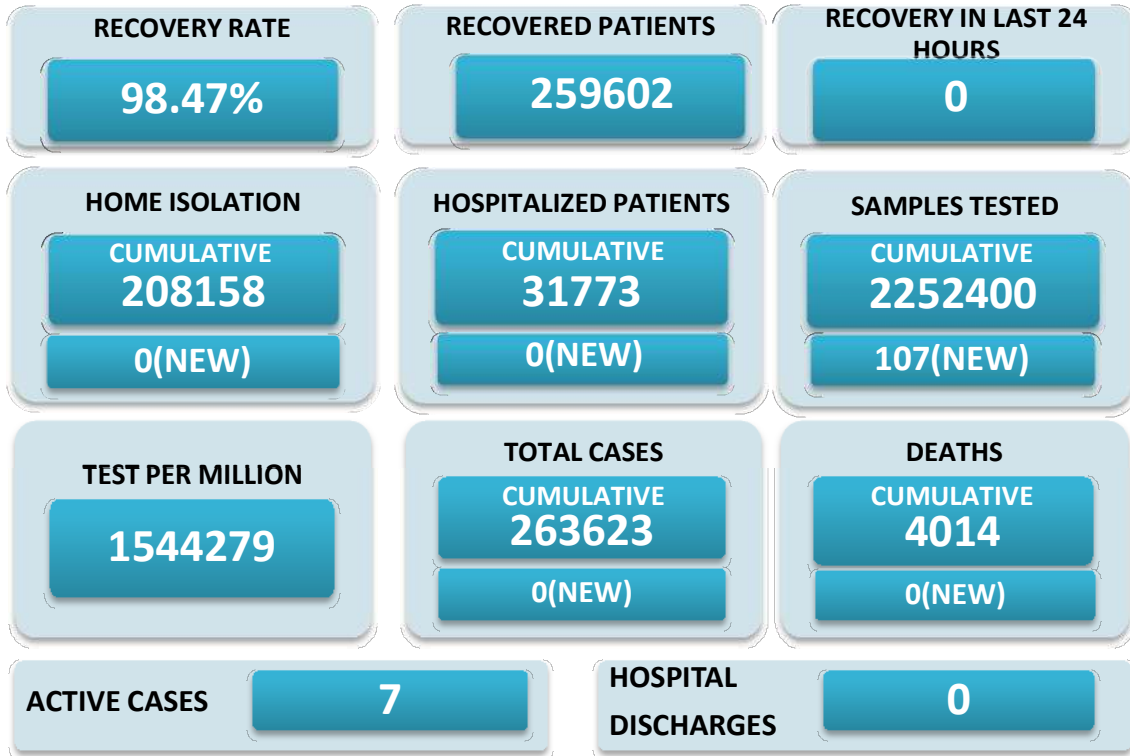 RECOVERY RATE
98.47%
RECOVERED PATIENTS
259602
RECOVERY IN LAST 24
HOURS
0
HOME ISOLATION
CUMULATIVE
208158
0(NEW)
HOSPITALIZED PATIENTS
CUMULATIVE
31773
0(NEW)
SAMPLES TESTED
CUMULATIVE
2252400
107(NEW)
TEST PER MILLION
1544279
TOTAL CASES
CUMULATIVE
263623
0(NEW)
DEATHS
CUMULATIVE
4014
0(NEW)
ACTIVE CASES
7
HOSPITAL
DISCHARGES
0